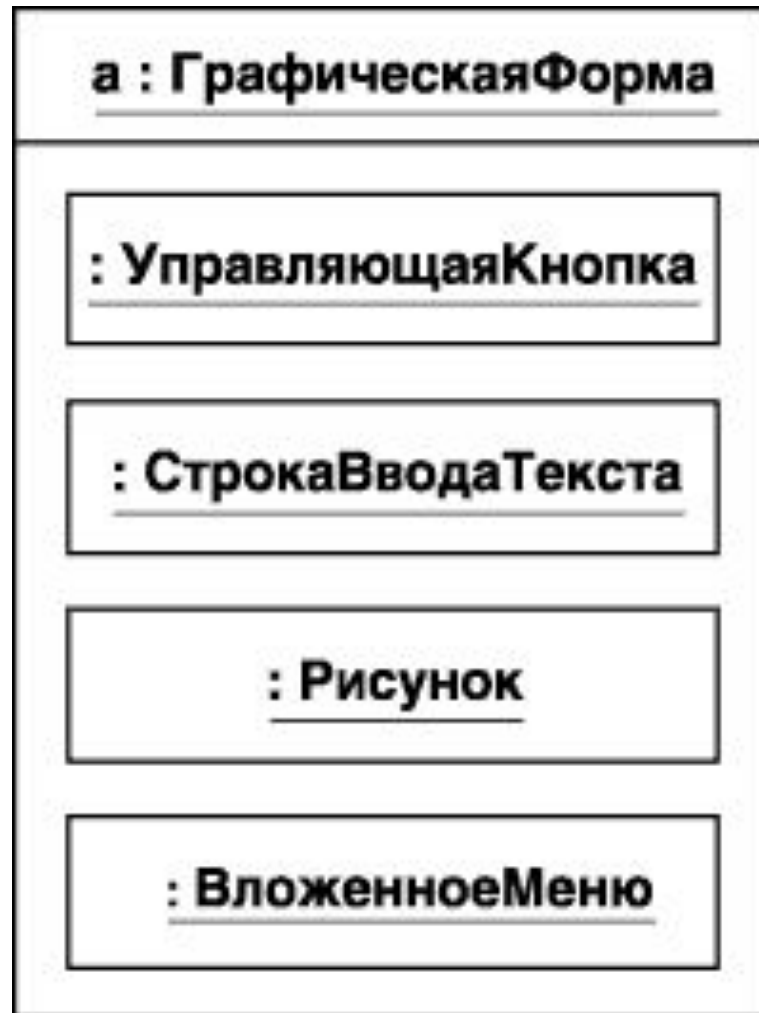 а : ГрафическаяФорма
: УправляющаяКнопка
: СтрокаВводаТекста
: Рисунок
: ВложенноеМеню